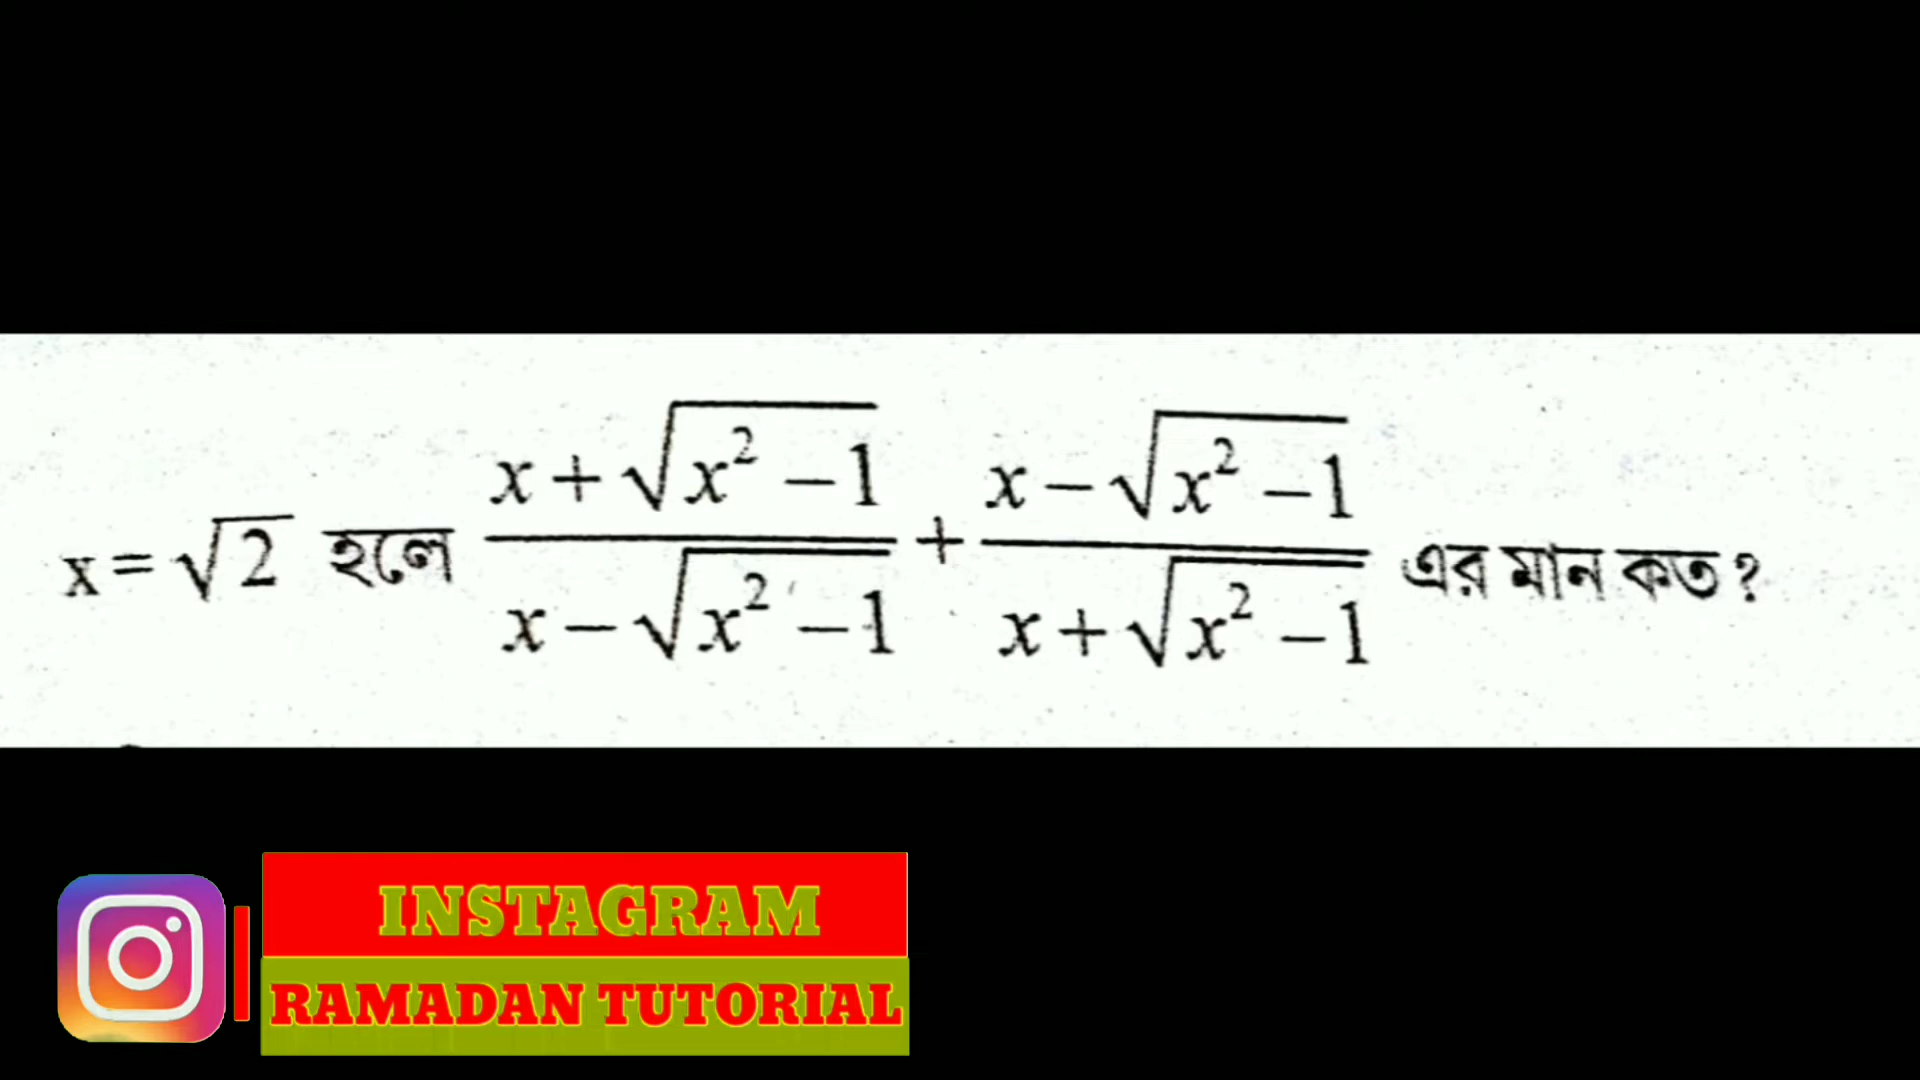 x = √2 হলে (x + √(x² − 1))/(x − √(x² − 1)) + (x − √(x² − 1))/(x + √(x² − 1)) এর মান কত?
INSTAGRAM
RAMADAN TUTORIAL